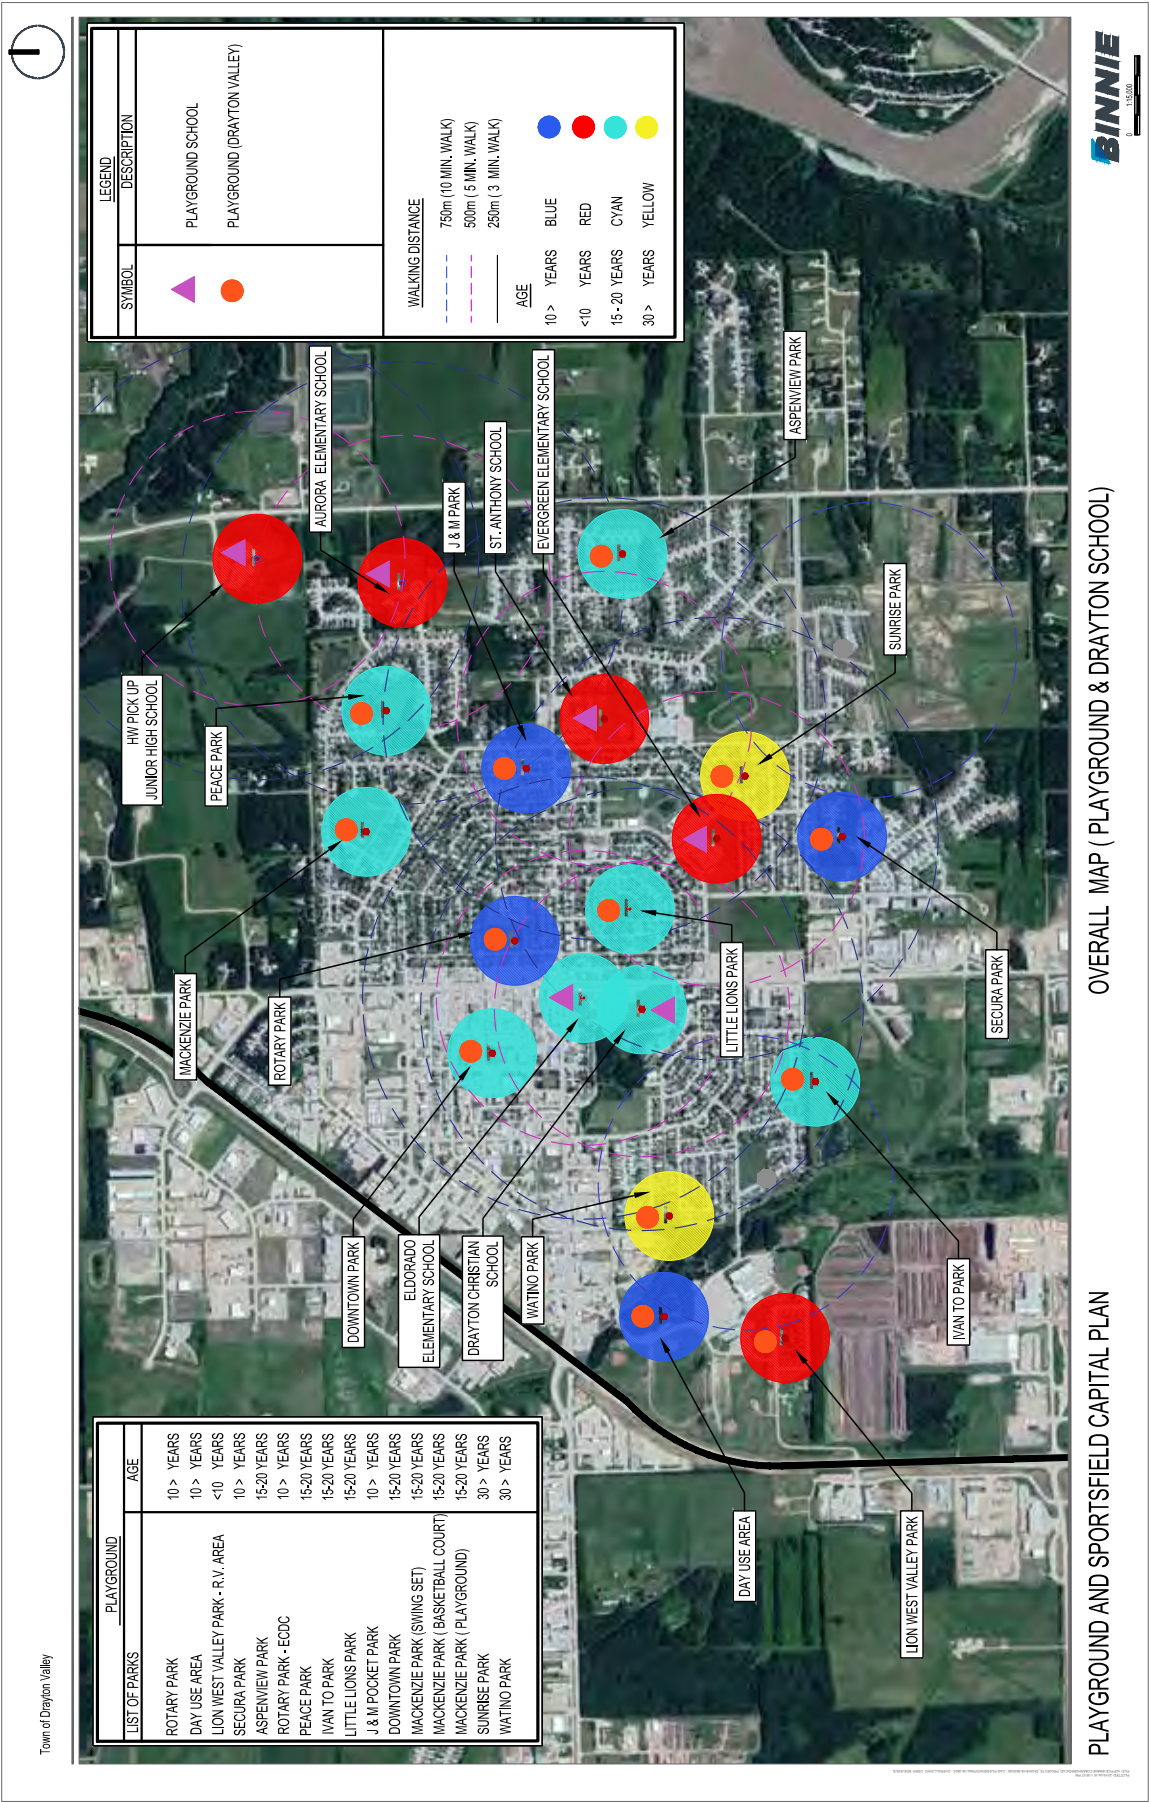 Town of Drayton Valley
PLAYGROUND
LIST OF PARKS AGE
ROTARY PARK 10 > YEARS
DAY USE AREA 10 > YEARS
LION WEST VALLEY PARK - R.V. AREA <10 YEARS
SECURA PARK 10 > YEARS
ASPENVIEW PARK 15-20 YEARS
ROTARY PARK - ECDC 10 > YEARS
PEACE PARK 15-20 YEARS
IVAN TO PARK 15-20 YEARS
LITTLE LIONS PARK 15-20 YEARS
J & M POCKET PARK 10 > YEARS
DOWNTOWN PARK 15-20 YEARS
MACKENZIE PARK (SWING SET) 15-20 YEARS
MACKENZIE PARK ( BASKETBALL COURT) 15-20 YEARS
MACKENZIE PARK ( PLAYGROUND) 15-20 YEARS
SUNRISE PARK 30 > YEARS
WATINO PARK 30 > YEARS
LEGEND
SYMBOL DESCRIPTION
PLAYGROUND SCHOOL
PLAYGROUND (DRAYTON VALLEY)
WALKING DISTANCE
750m (10 MIN. WALK)
500m ( 5 MIN. WALK)
250m ( 3 MIN. WALK)
AGE
10 > YEARS BLUE
<10 YEARS RED
15 - 20 YEARS CYAN
30 > YEARS YELLOW
HW PICK UP
JUNIOR HIGH SCHOOL
AURORA ELEMENTARY SCHOOL
PEACE PARK
MACKENZIE PARK
ROTARY PARK
J & M PARK
ST. ANTHONY SCHOOL
EVERGREEN ELEMENTARY SCHOOL
ASPENVIEW PARK
SUNRISE PARK
SECURA PARK
LITTLE LIONS PARK
DOWNTOWN PARK
ELDORADO
ELEMENTARY SCHOOL
DRAYTON CHRISTIAN
SCHOOL
WATINO PARK
IVAN TO PARK
DAY USE AREA
LION WEST VALLEY PARK
PLAYGROUND AND SPORTSFIELD CAPITAL PLAN
OVERALL MAP ( PLAYGROUND & DRAYTON SCHOOL)
BINNIE
0 1:15,000